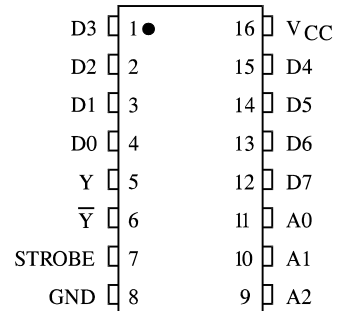 D3 1 16 VCC
D2 2 15 D4
D1 3 14 D5
D0 4 13 D6
Y 5 12 D7
Y̅ 6 11 A0
STROBE 7 10 A1
GND 8 9 A2